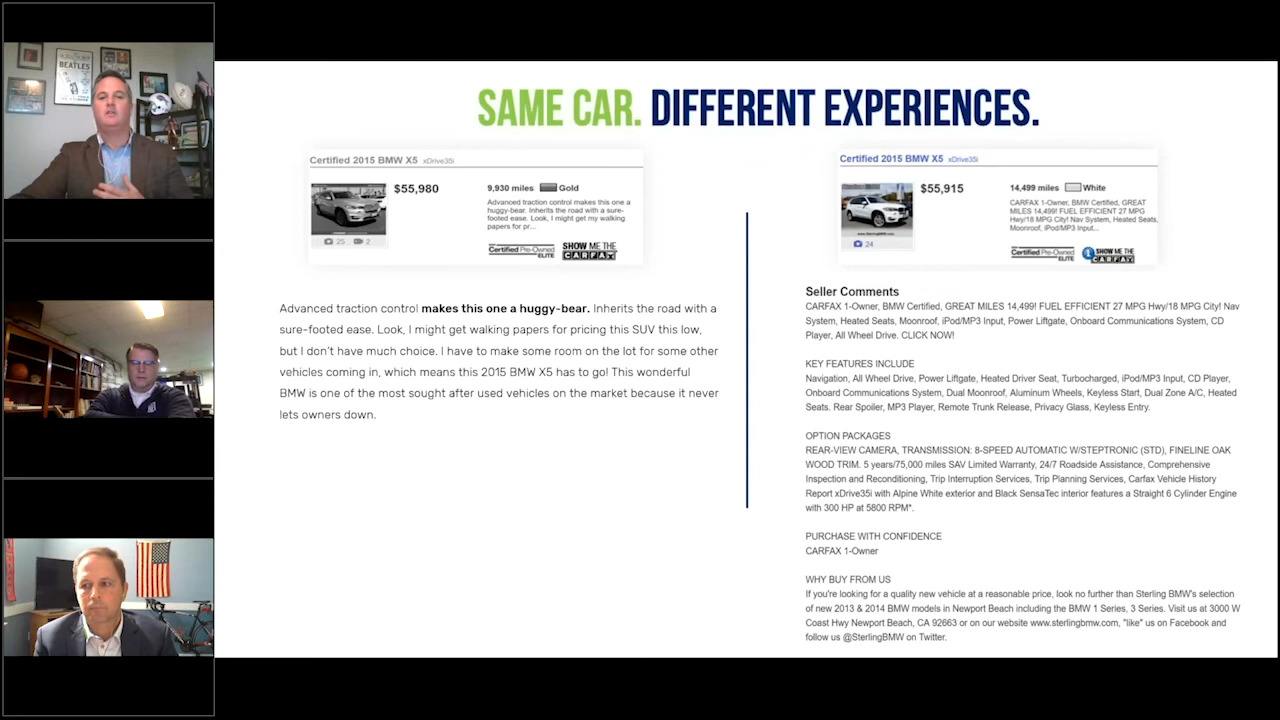 BEATLES
SAME CAR. DIFFERENT EXPERIENCES.
Certified 2015 BMW X5 xDrive35i
$55,980
9,930 miles Gold
Advanced traction control makes this one a
huggy-bear. Inherits the road with a sure-
footed ease. Look, I might get my walking
papers for pr...
25 2
Certified Pre-Owned
ELITE
SHOW ME THE
CARFAX
Advanced traction control makes this one a huggy-bear. Inherits the road with a
sure-footed ease. Look, I might get walking papers for pricing this SUV this low,
but I don't have much choice. I have to make some room on the lot for some other
vehicles coming in, which means this 2015 BMW X5 has to go! This wonderful
BMW is one of the most sought after used vehicles on the market because it never
lets owners down.
Certified 2015 BMW X5 xDrive35i
$55,915
14,499 miles White
CARFAX 1-Owner, BMW Certified, GREAT
MILES 14,499! FUEL EFFICIENT 27 MPG
Hwy/18 MPG City! Nav System, Heated Seats,
Moonroof, iPod/MP3 Input...
www.SterlingBMW.com
24
Certified Pre-Owned
ELITE
1 SHOW ME THE
CARFAX
Seller Comments
CARFAX 1-Owner, BMW Certified, GREAT MILES 14,499! FUEL EFFICIENT 27 MPG Hwy/18 MPG City! Nav
System, Heated Seats, Moonroof, iPod/MP3 Input, Power Liftgate, Onboard Communications System, CD
Player, All Wheel Drive. CLICK NOW!
KEY FEATURES INCLUDE
Navigation, All Wheel Drive, Power Liftgate, Heated Driver Seat, Turbocharged, iPod/MP3 Input, CD Player,
Onboard Communications System, Dual Moonroof, Aluminum Wheels, Keyless Start, Dual Zone A/C, Heated
Seats. Rear Spoiler, MP3 Player, Remote Trunk Release, Privacy Glass, Keyless Entry.
OPTION PACKAGES
REAR-VIEW CAMERA, TRANSMISSION: 8-SPEED AUTOMATIC W/STEPTRONIC (STD), FINELINE OAK
WOOD TRIM. 5 years/75,000 miles SAV Limited Warranty, 24/7 Roadside Assistance, Comprehensive
Inspection and Reconditioning, Trip Interruption Services, Trip Planning Services, Carfax Vehicle History
Report xDrive35i with Alpine White exterior and Black SensaTec interior features a Straight 6 Cylinder Engine
with 300 HP at 5800 RPM*.
PURCHASE WITH CONFIDENCE
CARFAX 1-Owner
WHY BUY FROM US
If you're looking for a quality new vehicle at a reasonable price, look no further than Sterling BMW's selection
of new 2013 & 2014 BMW models in Newport Beach including the BMW 1 Series, 3 Series. Visit us at 3000 W
Coast Hwy Newport Beach, CA 92663 or on our website www.sterlingbmw.com, "like" us on Facebook and
follow us @SterlingBMW on Twitter.